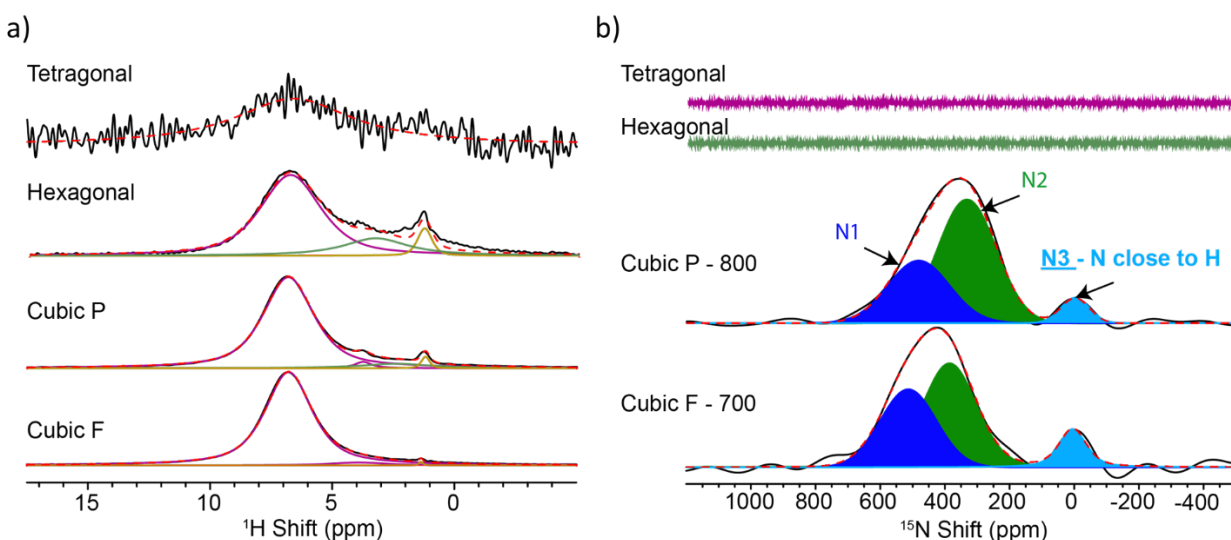 a)
Tetragonal
Hexagonal
Cubic P
Cubic F
15 10 5 0
¹H Shift (ppm)
b)
Tetragonal
Hexagonal
N2
N1
N3 - N close to H
Cubic P - 800
Cubic F - 700
1000 800 600 400 200 0 -200 -400
¹⁵N Shift (ppm)